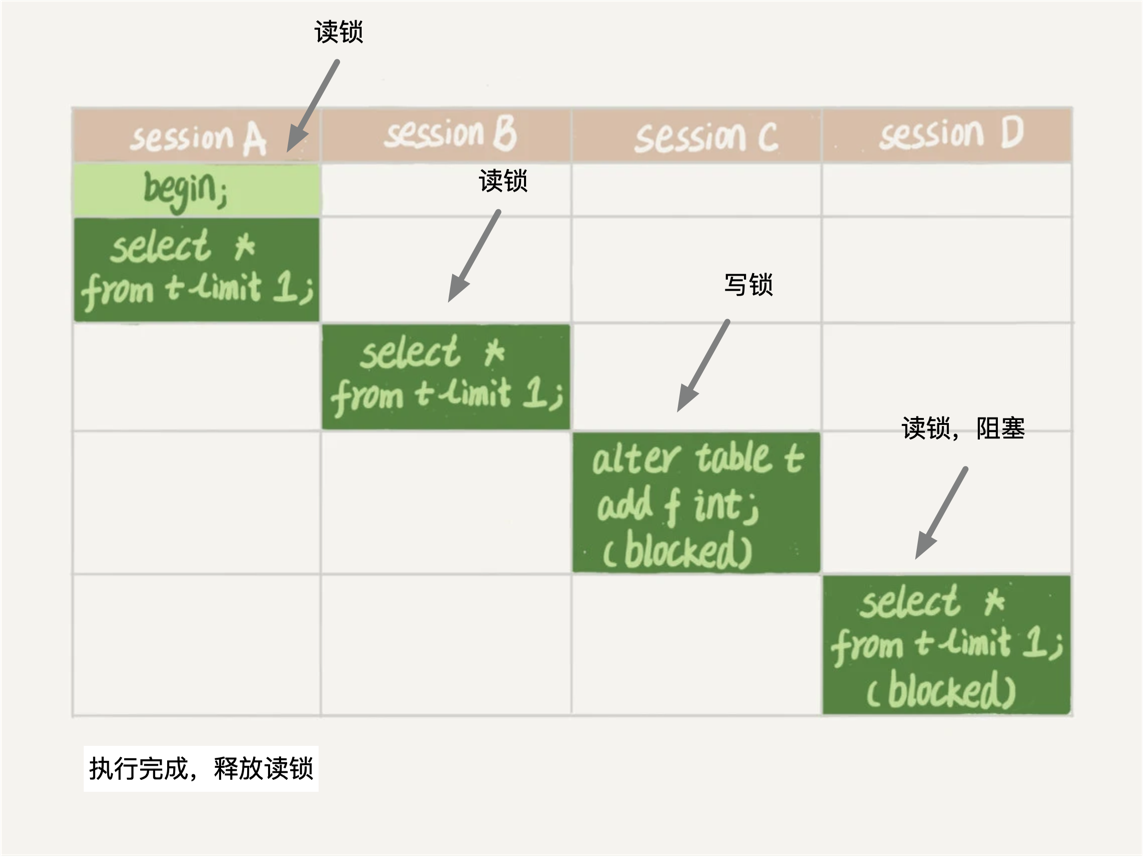 读锁
session A
session B
session C
session D
begin;
读锁
select *
from t limit 1;
写锁
select *
from t limit 1;
读锁，阻塞
alter table t
add f int;
(blocked)
select *
from t limit 1;
(blocked)
执行完成，释放读锁